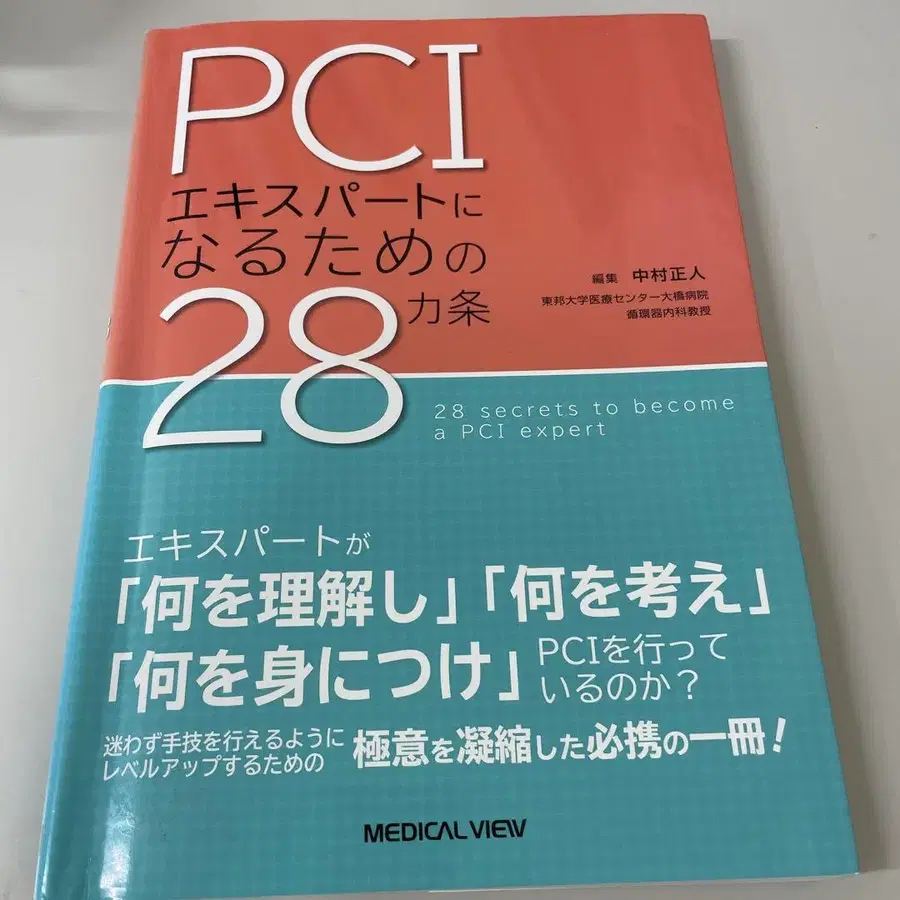 PCI
エキスパートに
なるための
28カ条
編集 中村正人
東邦大学医療センター大橋病院
循環器内科教授
28 secrets to become
a PCI expert
エキスパートが
「何を理解し」「何を考え」
「何を身につけ」PCIを行って
いるのか?
迷わず手技を行えるように
レベルアップするための
極意を凝縮した必携の一冊!
MEDICAL VIEW